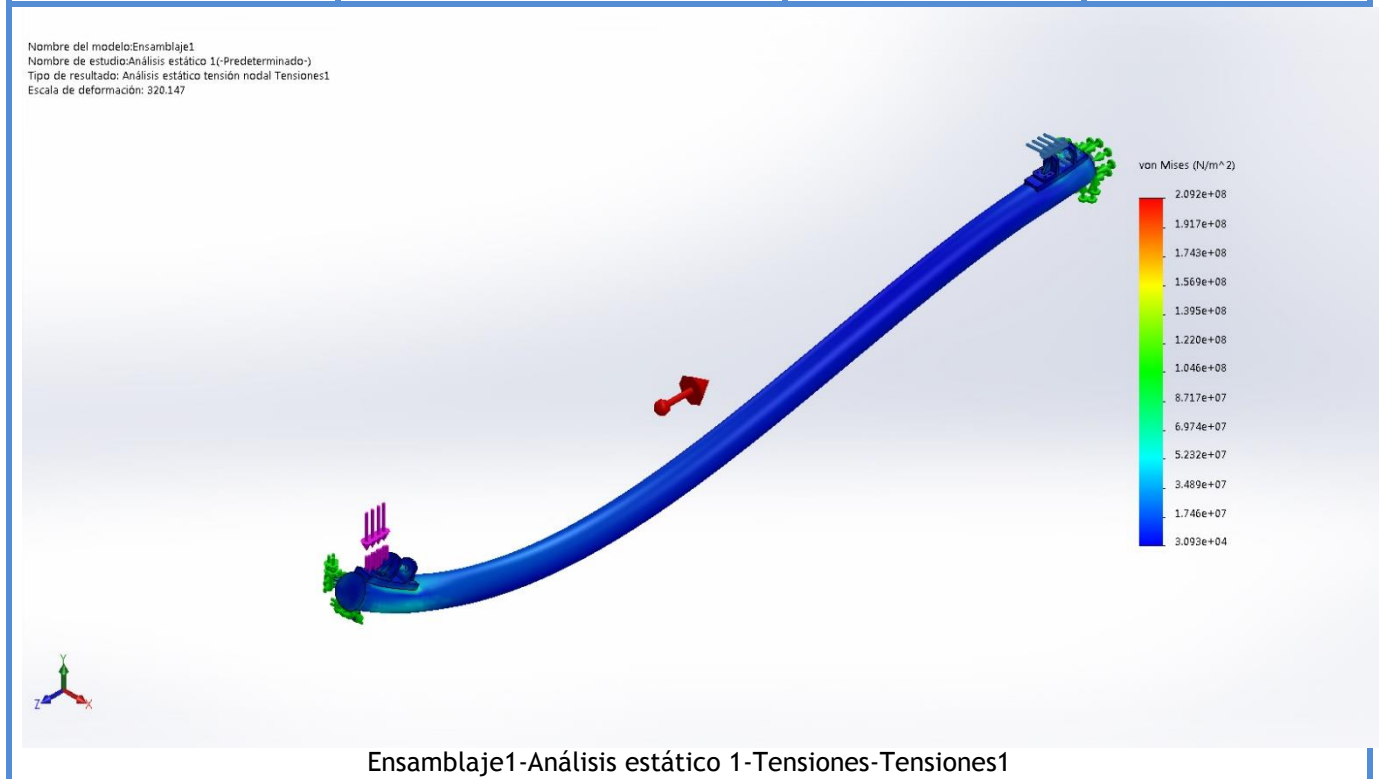 Nombre del modelo:Ensamblaje1
Nombre de estudio:Análisis estático 1(-Predeterminado-)
Tipo de resultado: Análisis estático tensión nodal Tensiones1
Escala de deformación: 320.147
von Mises (N/m^2)
2.092e+08
1.917e+08
1.743e+08
1.569e+08
1.395e+08
1.220e+08
1.046e+08
8.717e+07
6.974e+07
5.232e+07
3.489e+07
1.746e+07
3.093e+04
Y
Z
X
Ensamblaje1-Análisis estático 1-Tensiones-Tensiones1